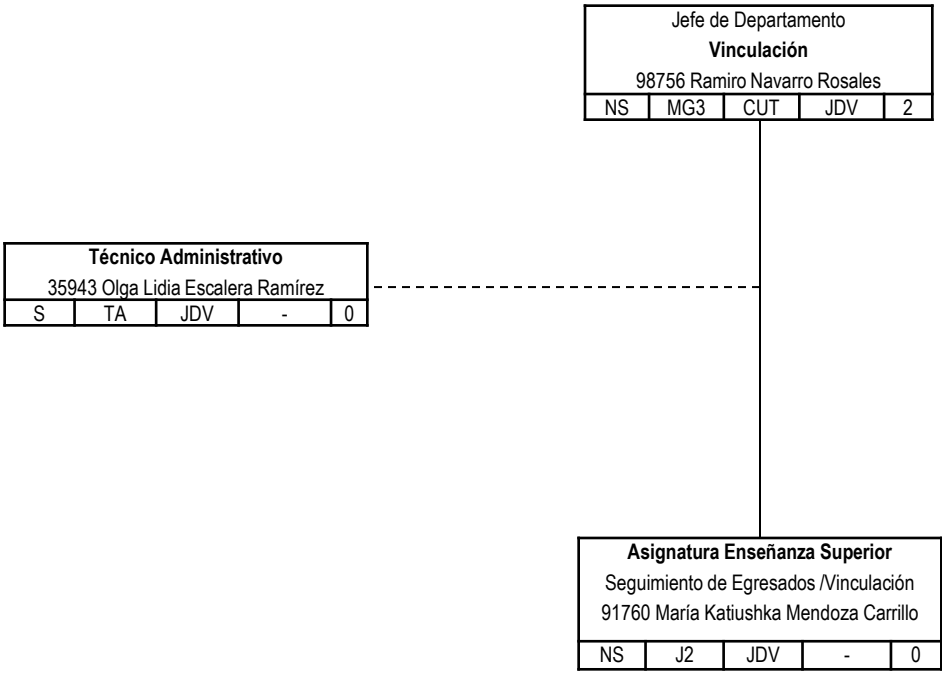 Jefe de Departamento
Vinculación
98756 Ramiro Navarro Rosales
NS MG3 CUT JDV 2
Técnico Administrativo
35943 Olga Lidia Escalera Ramírez
S TA JDV - 0
Asignatura Enseñanza Superior
Seguimiento de Egresados /Vinculación
91760 María Katiushka Mendoza Carrillo
NS J2 JDV - 0